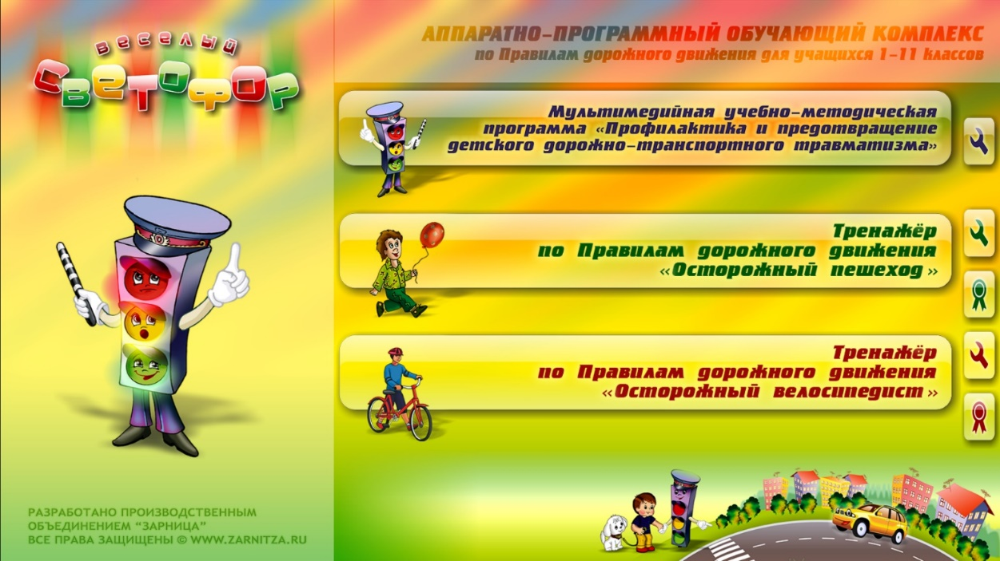 ВЕСЕЛЫЙ
СВЕТОФОР
АППАРАТНО-ПРОГРАММНЫЙ ОБУЧАЮЩИЙ КОМПЛЕКС
по Правилам дорожного движения для учащихся 1-11 классов
Мультимедийная учебно-методическая
программа «Профилактика и предотвращение
детского дорожно-транспортного травматизма»
Тренажёр
по Правилам дорожного движения
«Осторожный пешеход»
Тренажёр
по Правилам дорожного движения
«Осторожный велосипедист»
РАЗРАБОТАНО ПРОИЗВОДСТВЕННЫМ
ОБЪЕДИНЕНИЕМ “ЗАРНИЦА”
ВСЕ ПРАВА ЗАЩИЩЕНЫ © WWW.ZARNITZA.RU